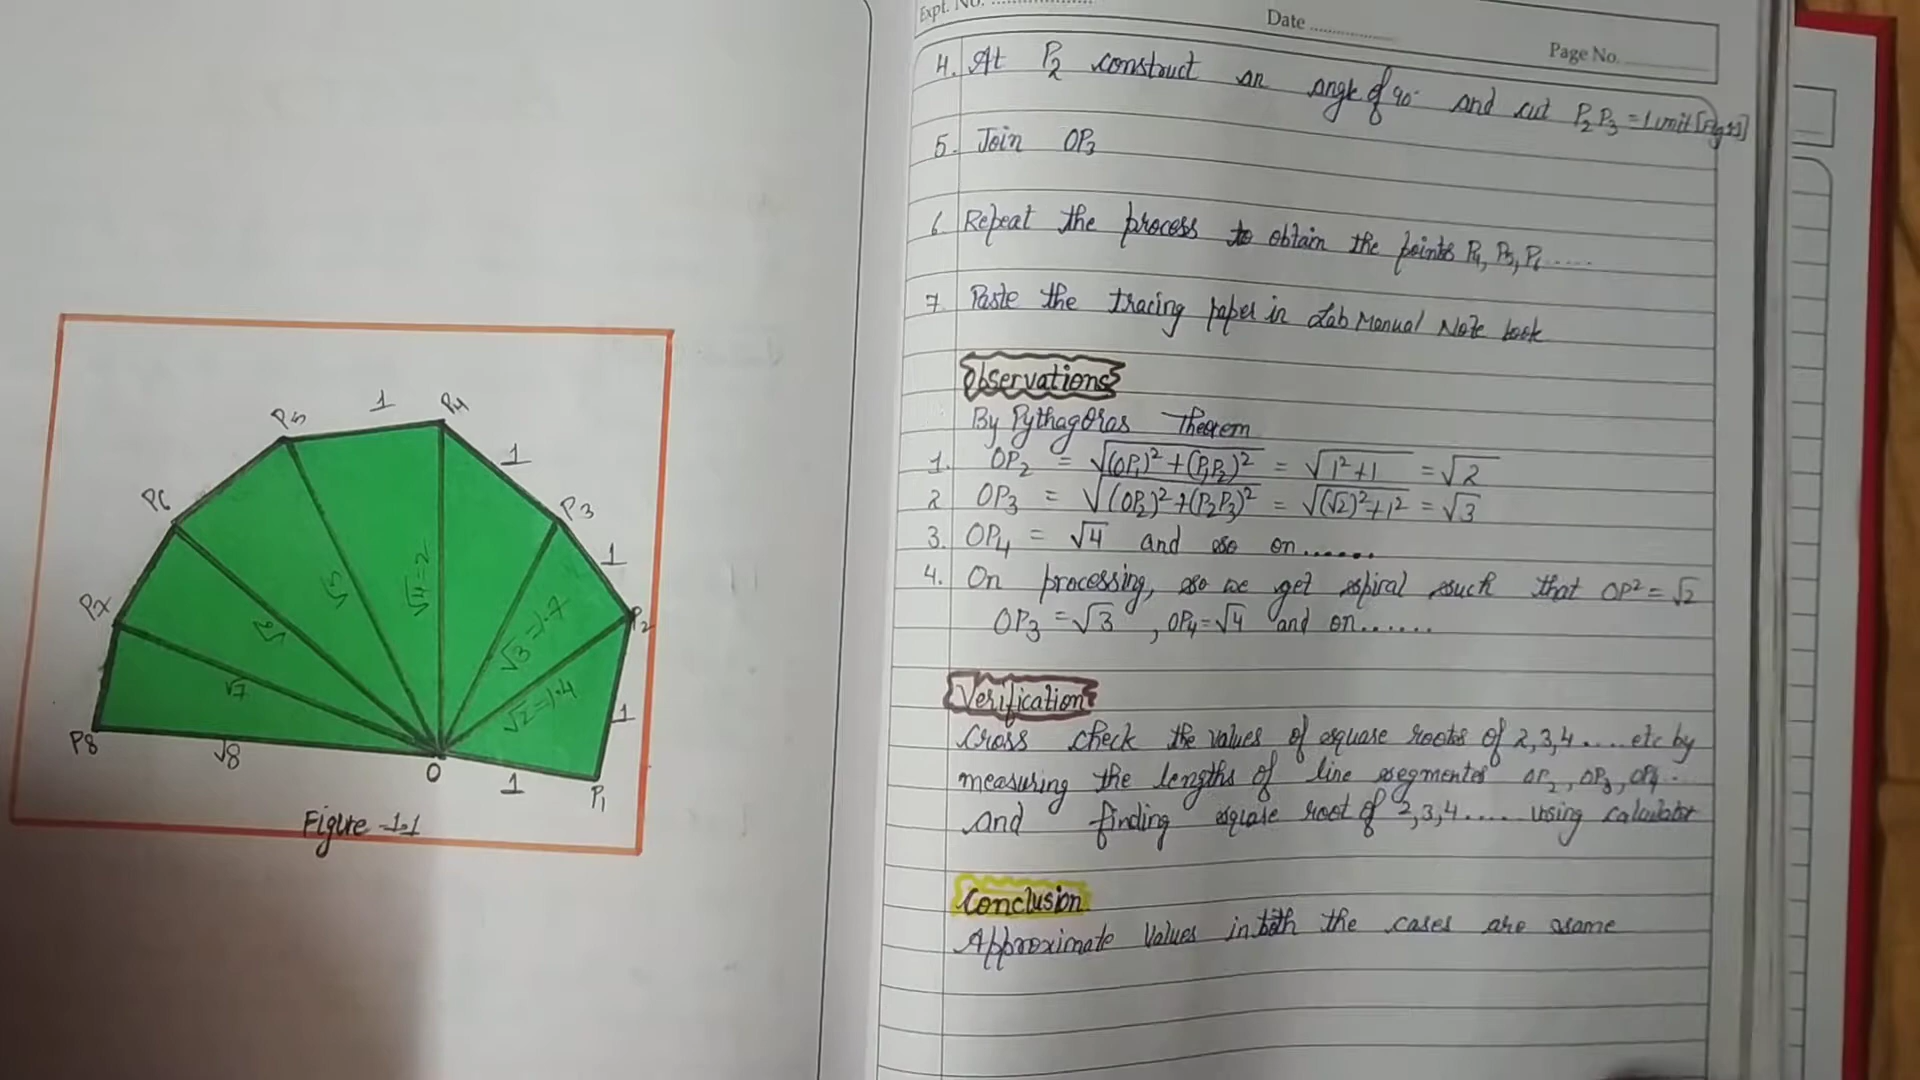 P5
1
P4
1
P6
P3
1
P7
P2
√5
√4=2
√3=1.7
√6
√7
√2=1.4
1
P8
√8
O
1
P1
Figure -1.1
Expt. No. ..........
Date ..........
Page No. ..........
4. At P2 construct an angle of 90° and cut P2P3 = 1 unit [Fig 1.1]
5. Join OP3
6. Repeat the process to obtain the points P4, P5, P6 .....
7. Paste the tracing paper in Lab Manual Note book
Observations
By Pythagoras Theorem
1. OP2 = √(OP1)²+(P1P2)² = √1²+1 = √2
2 OP3 = √(OP2)²+(P2P3)² = √(√2)²+1² = √3
3. OP4 = √4 and so on......
4. On processing, so we get spiral such that OP² = √2
OP3 = √3 , OP4 = √4 and on.......
Verification
Cross check the values of square roots of 2,3,4 .....etc by
measuring the lengths of line segments OP2, OP3, OP4 .
and finding square root of 2,3,4..... using calculator
Conclusion
Approximate values in both the cases are same